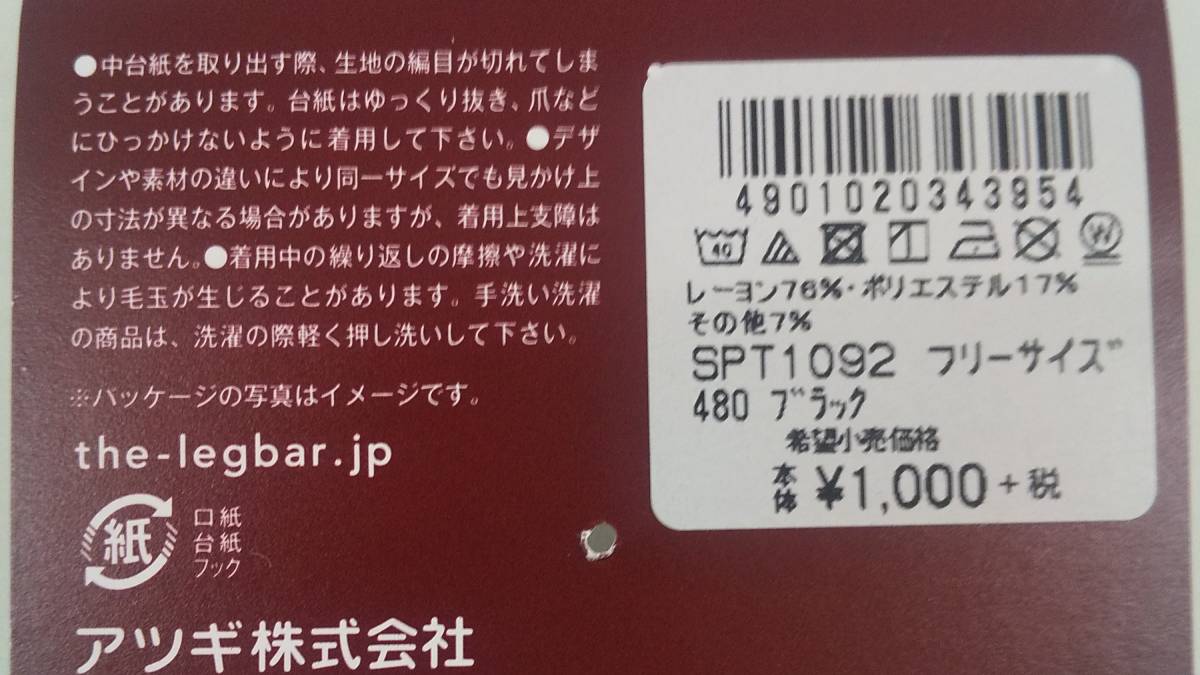 ●中台紙を取り出す際、生地の編目が切れてしま
うことがあります。台紙はゆっくり抜き、爪など
にひっかけないように着用して下さい。●デザ
インや素材の違いにより同一サイズでも見かけ上
の寸法が異なる場合がありますが、着用上支障は
ありません。●着用中の繰り返しの摩擦や洗濯に
より毛玉が生じることがあります。手洗い洗濯
の商品は、洗濯の際軽く押し洗いして下さい。
※パッケージの写真はイメージです。
the-legbar.jp
紙
口紙
台紙
フック
アツギ株式会社
4901020343954
40
W
レーヨン76%・ポリエステル17%
その他7%
SPT1092 フリーサイズ
480 ブラック
希望小売価格
本体 ¥1,000+税